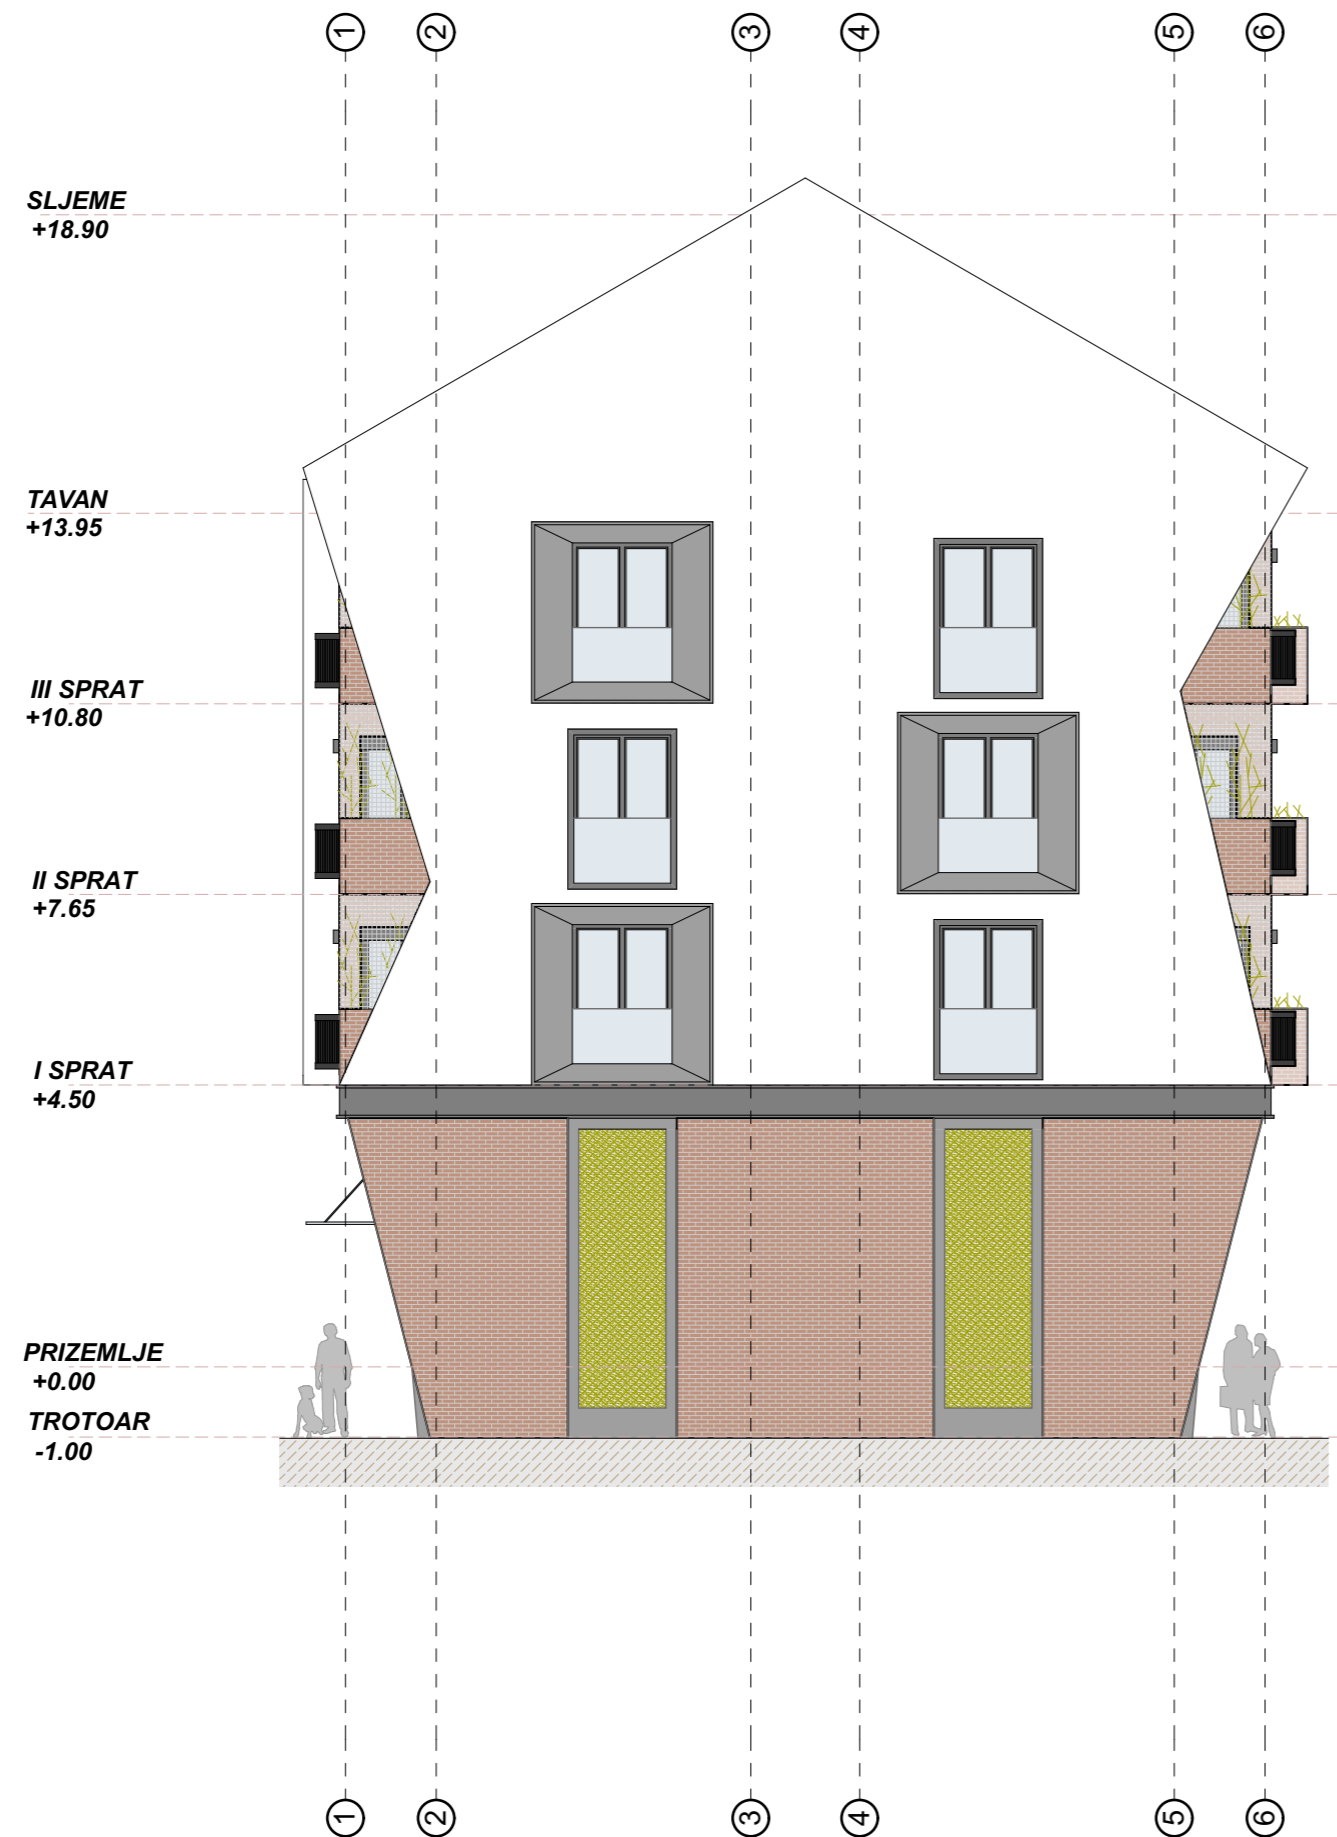 1 2 3 4 5 6
SLJEME
+18.90
TAVAN
+13.95
III SPRAT
+10.80
II SPRAT
+7.65
I SPRAT
+4.50
PRIZEMLJE
+0.00
TROTOAR
-1.00
1 2 3 4 5 6